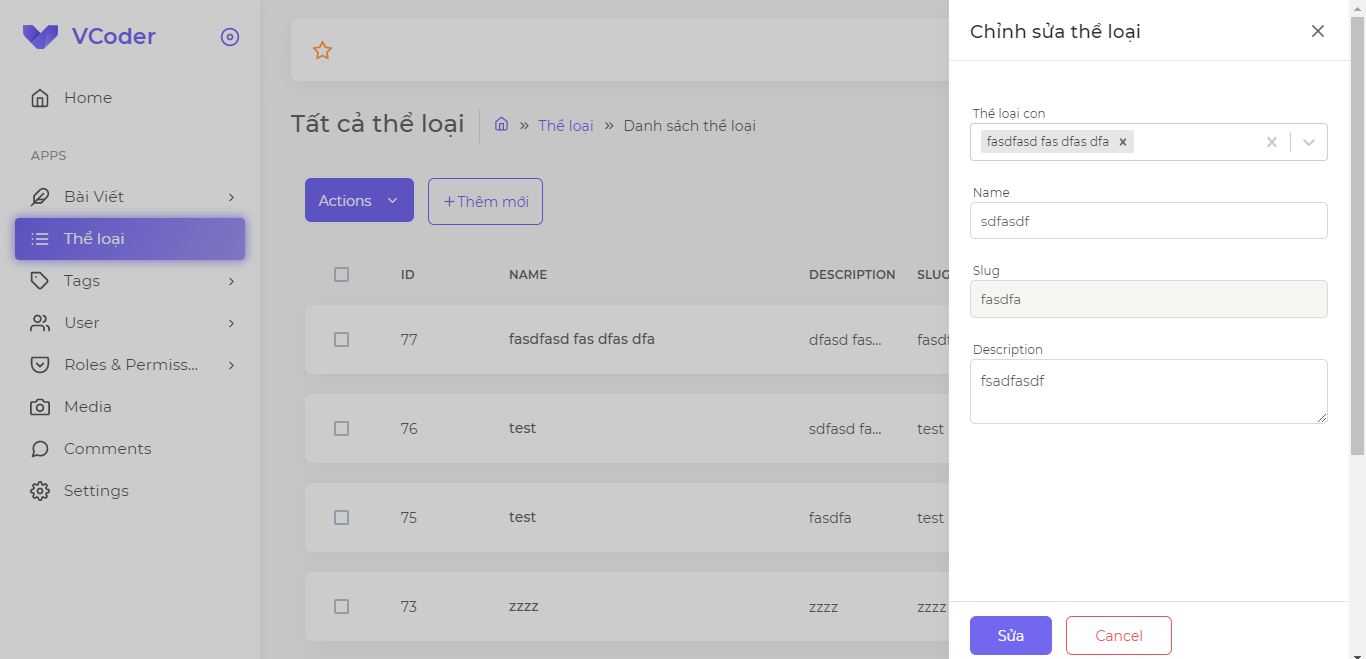 VCoder
Home
APPS
Bài Viết
Thể loại
Tags
User
Roles & Permiss...
Media
Comments
Settings
Tất cả thể loại
» Thể loại » Danh sách thể loại
Actions
+Thêm mới
ID NAME DESCRIPTION SLUG
77 fasdfasd fas dfas dfa dfasd fas... fasdf
76 test sdfasd fa... test
75 test fasdfa test
73 zzzz zzzz zzzz
Chỉnh sửa thể loại
Thể loại con
fasdfasd fas dfas dfa
Name
sdfasdf
Slug
fasdfa
Description
fsadfasdf
Sửa
Cancel